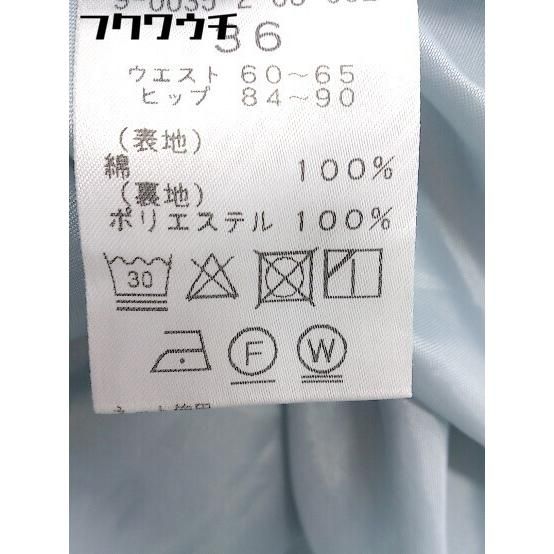 フクワウチ
36
ウエスト 60～65
ヒップ 84～90
(表地)
綿 100%
(裏地)
ポリエステル 100%
30
F W